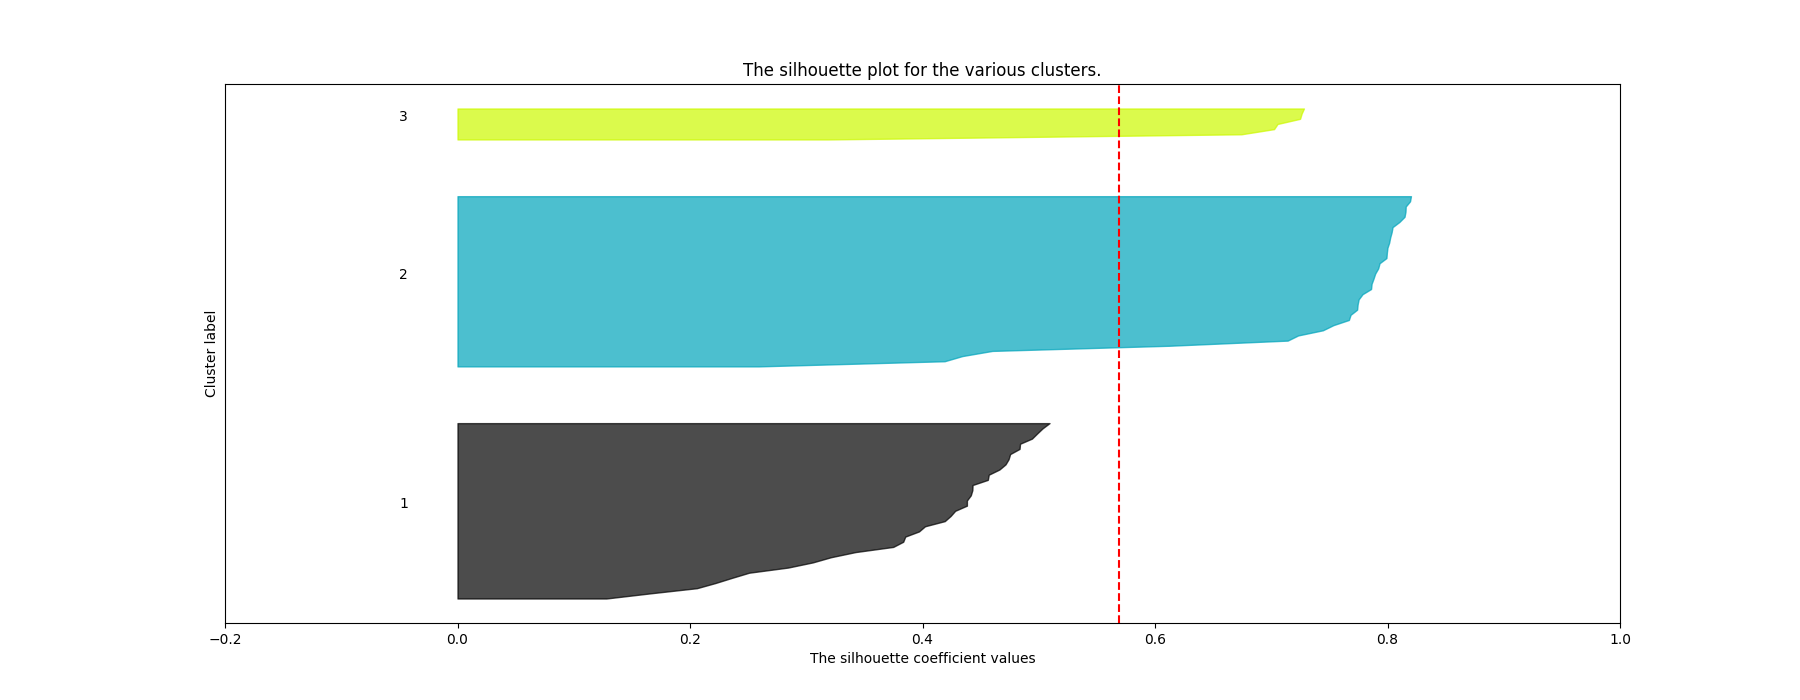 The silhouette plot for the various clusters.
3
2
1
Cluster label
−0.2 0.0 0.2 0.4 0.6 0.8 1.0
The silhouette coefficient values